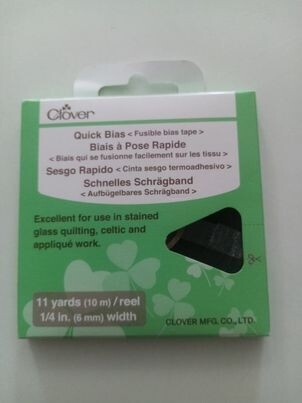 Clover
Quick Bias < Fusible bias tape >
Biais à Pose Rapide
< Biais qui se fusionne facilement sur les tissu >
Sesgo Rapido < Cinta sesgo termoadhesivo >
Schnelles Schrägband
< Aufbügelbares Schrägband >
Excellent for use in stained
glass quilting, celtic and
appliqué work.
11 yards (10 m) / reel
1/4 in. (6 mm) width
CLOVER MFG. CO., LTD.